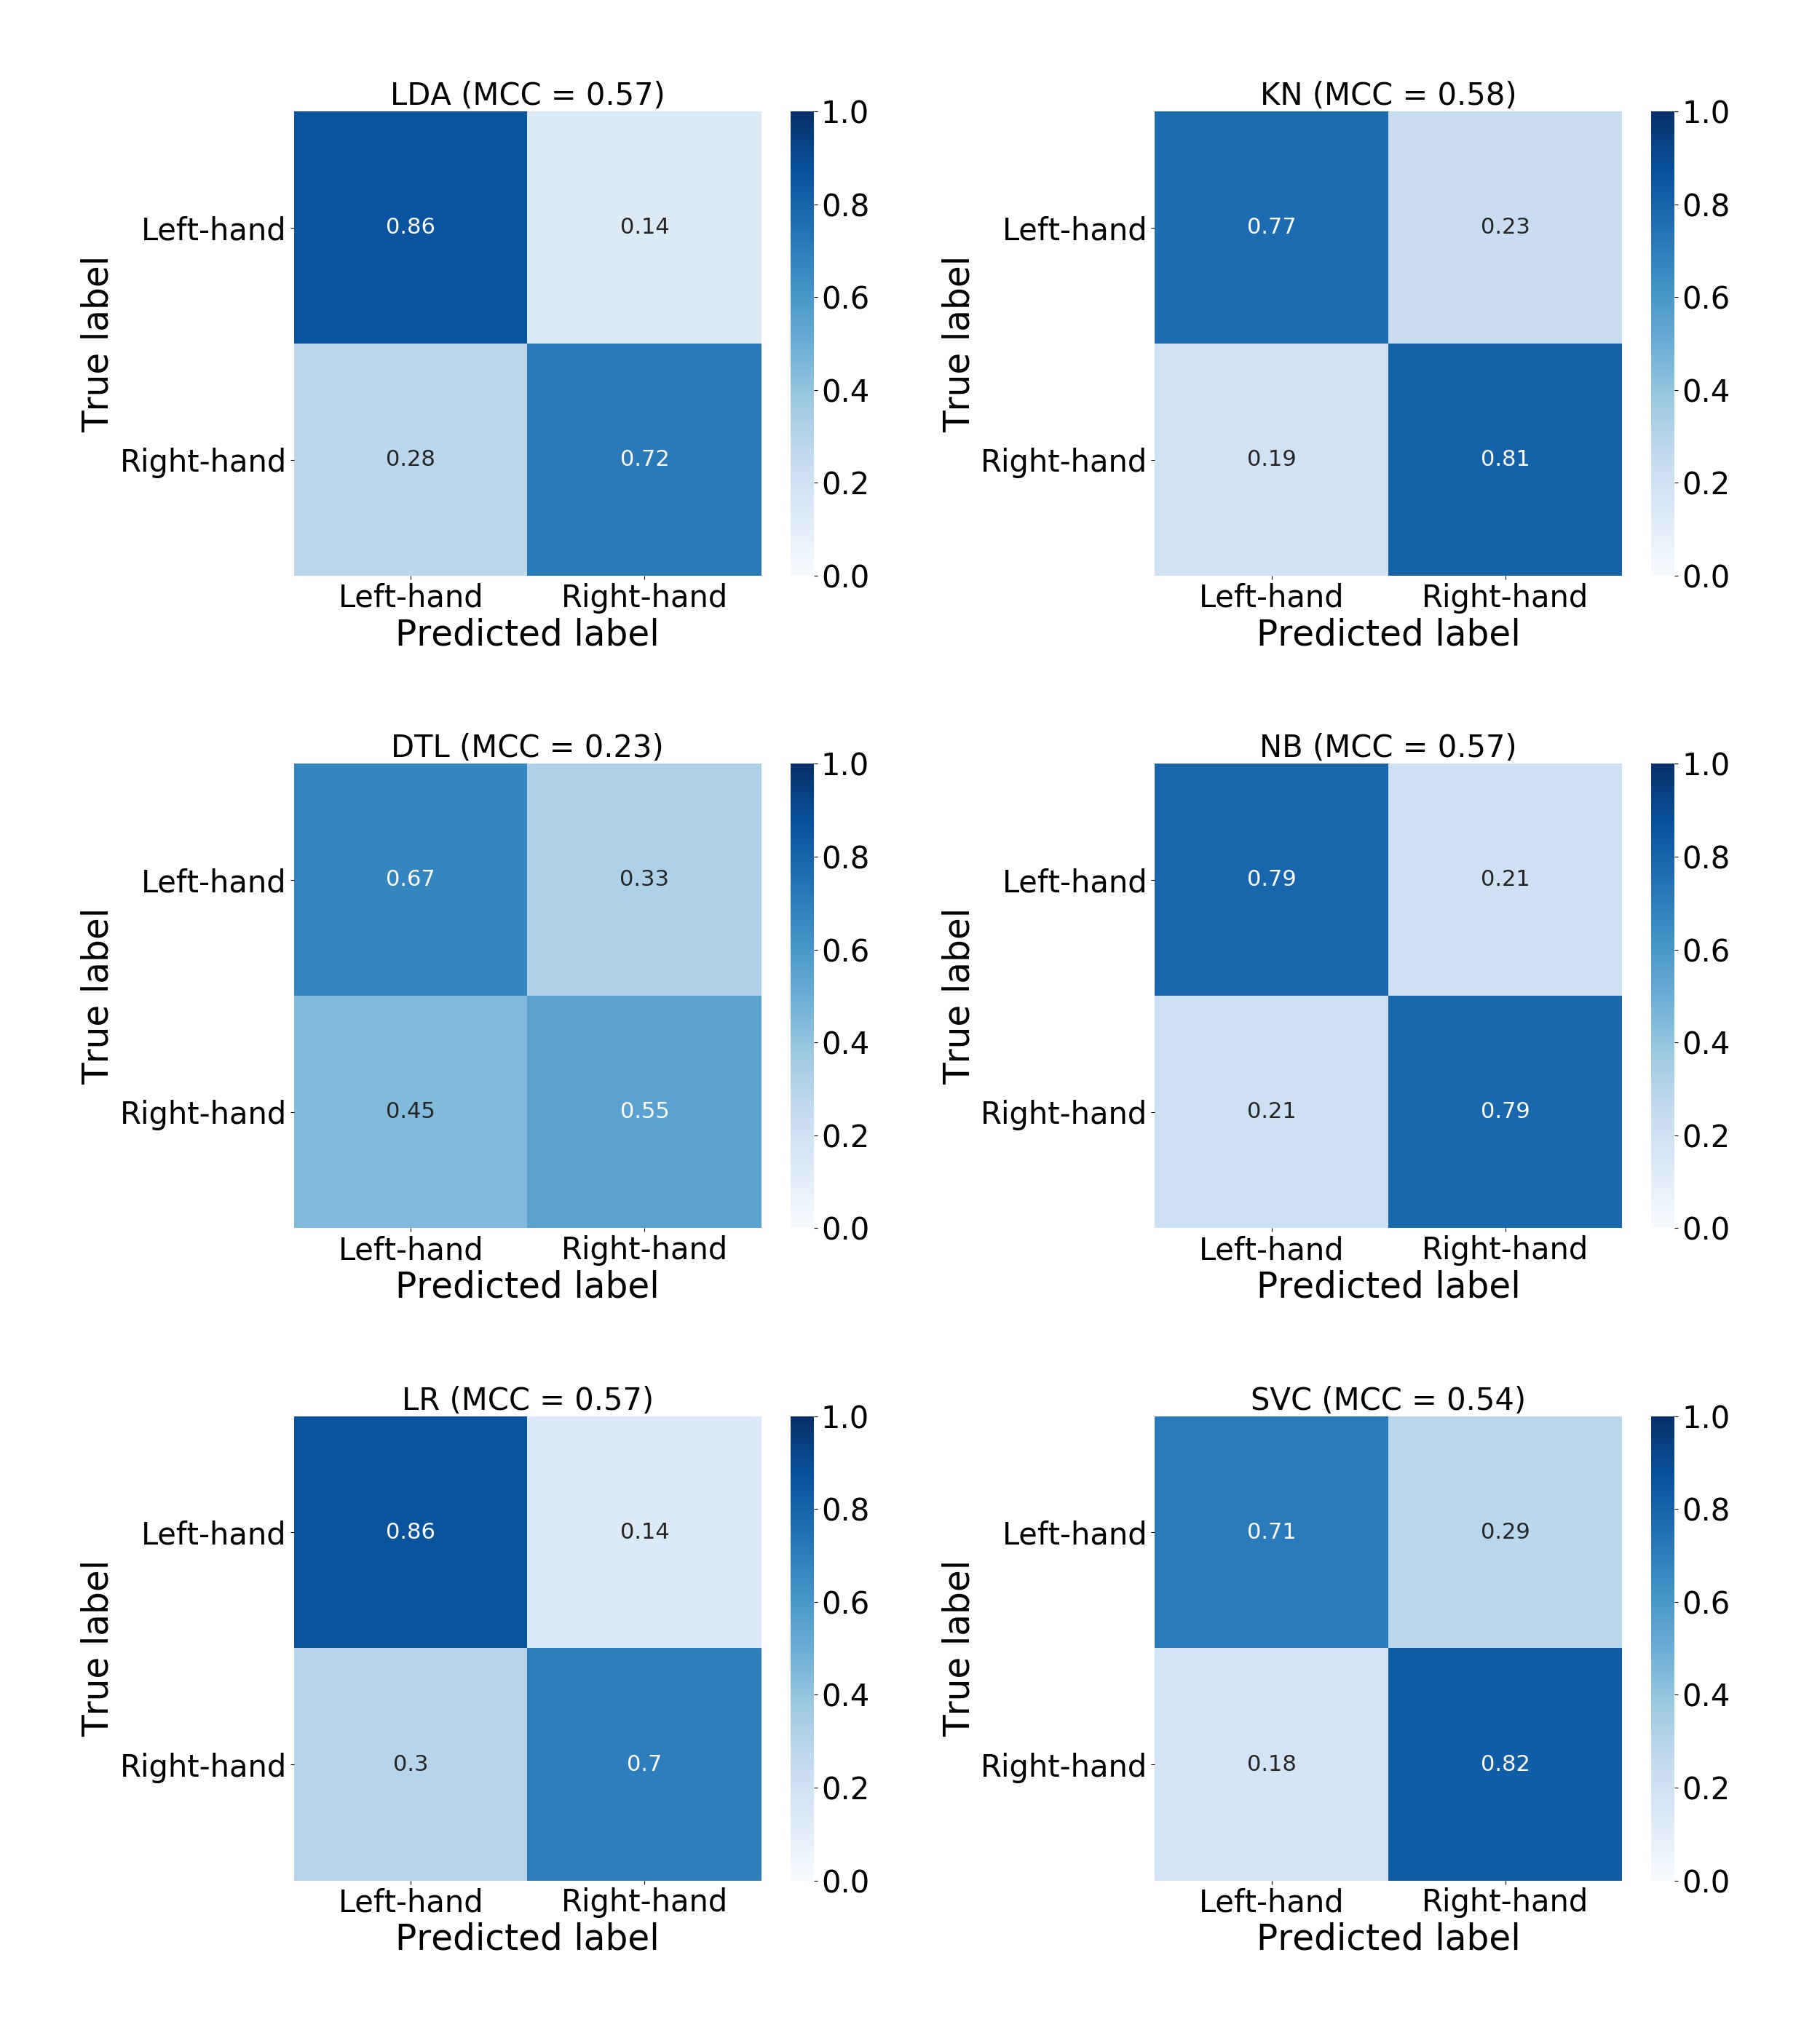 LDA (MCC = 0.57)
1.0
0.8
0.6
0.4
0.2
0.0
True label
Left-hand
Right-hand
0.86
0.14
0.28
0.72
Left-hand
Right-hand
Predicted label
KN (MCC = 0.58)
1.0
0.8
0.6
0.4
0.2
0.0
True label
Left-hand
Right-hand
0.77
0.23
0.19
0.81
Left-hand
Right-hand
Predicted label
DTL (MCC = 0.23)
1.0
0.8
0.6
0.4
0.2
0.0
True label
Left-hand
Right-hand
0.67
0.33
0.45
0.55
Left-hand
Right-hand
Predicted label
NB (MCC = 0.57)
1.0
0.8
0.6
0.4
0.2
0.0
True label
Left-hand
Right-hand
0.79
0.21
0.21
0.79
Left-hand
Right-hand
Predicted label
LR (MCC = 0.57)
1.0
0.8
0.6
0.4
0.2
0.0
True label
Left-hand
Right-hand
0.86
0.14
0.3
0.7
Left-hand
Right-hand
Predicted label
SVC (MCC = 0.54)
1.0
0.8
0.6
0.4
0.2
0.0
True label
Left-hand
Right-hand
0.71
0.29
0.18
0.82
Left-hand
Right-hand
Predicted label